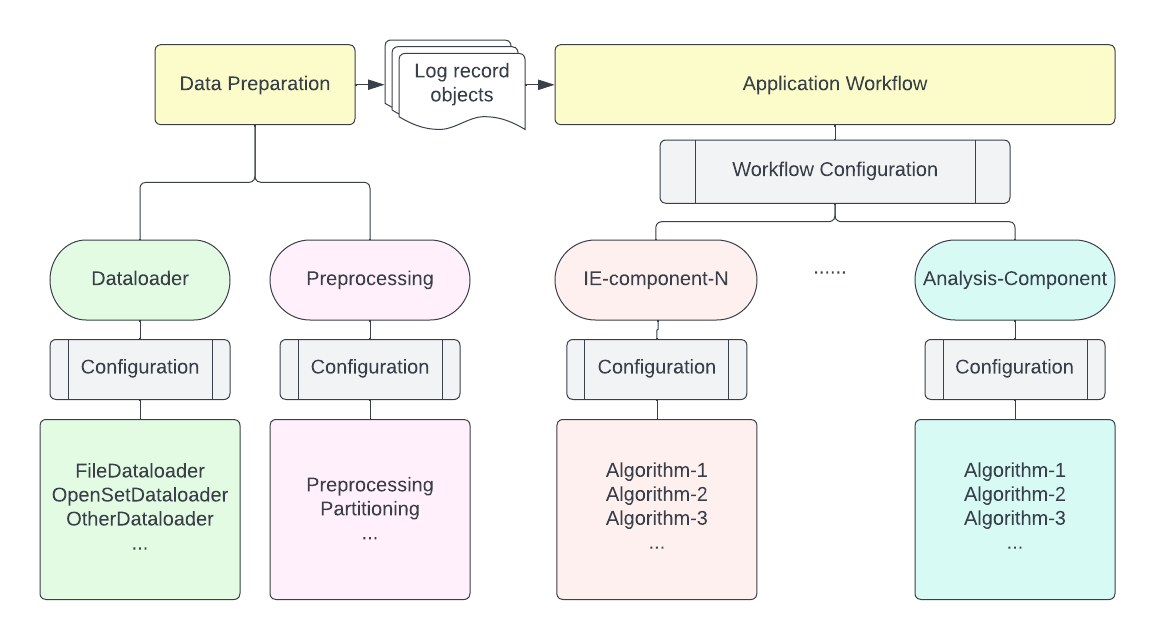 Data Preparation
Log record
objects
Application Workflow
Workflow Configuration
Dataloader
Preprocessing
IE-component-N
......
Analysis-Component
Configuration
Configuration
Configuration
Configuration
FileDataloader
OpenSetDataloader
OtherDataloader
...
Preprocessing
Partitioning
...
Algorithm-1
Algorithm-2
Algorithm-3
...
Algorithm-1
Algorithm-2
Algorithm-3
...